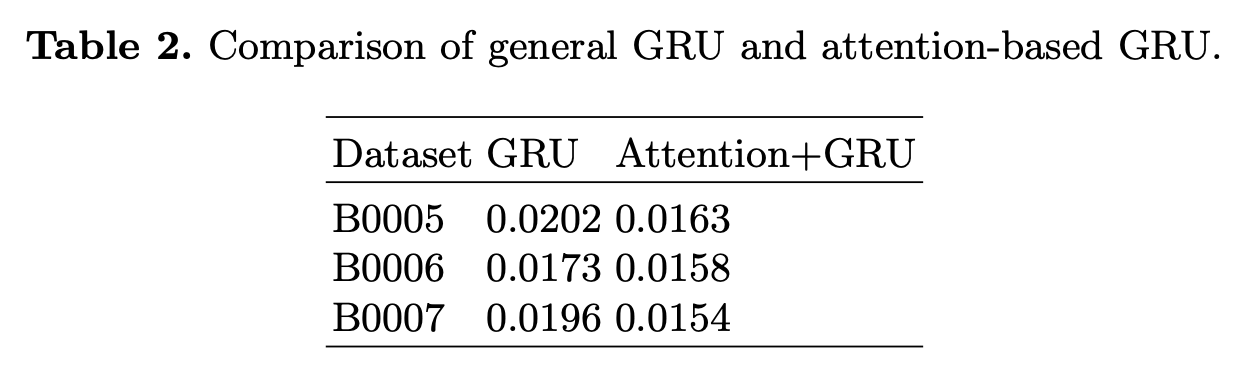 Table 2. Comparison of general GRU and attention-based GRU.
Dataset GRU Attention+GRU
B0005 0.0202 0.0163
B0006 0.0173 0.0158
B0007 0.0196 0.0154